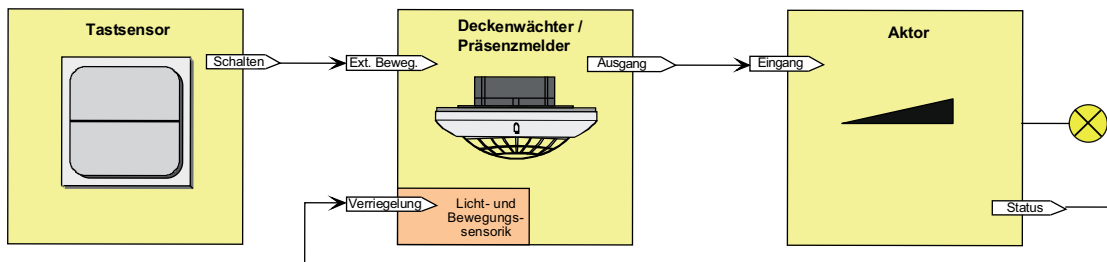 Tastsensor
Schalten
Ext. Beweg.
Deckenwächter /
Präsenzmelder
Ausgang
Eingang
Aktor
Verriegelung
Licht- und
Bewegungs-
sensorik
Status